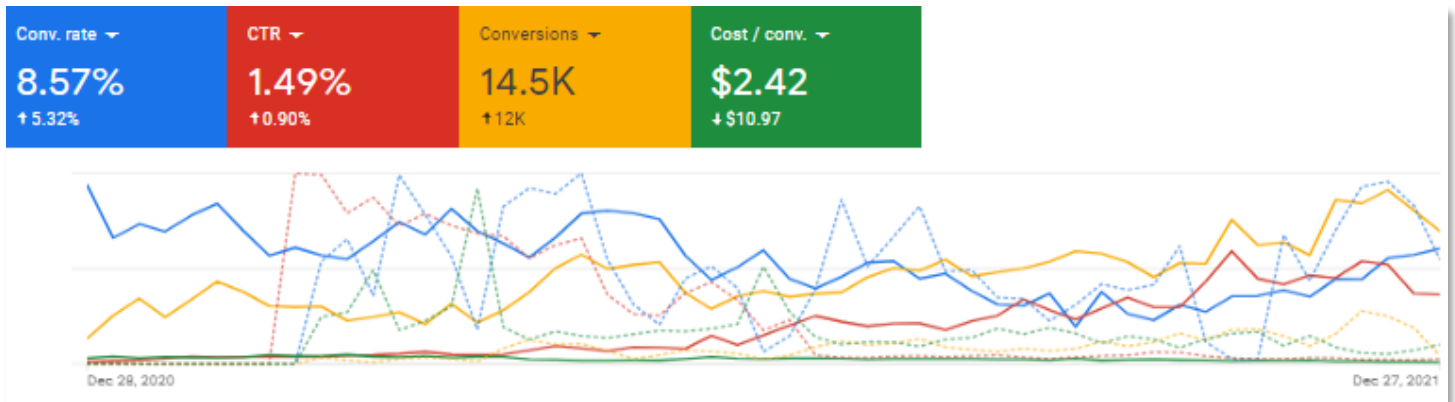 Conv. rate
8.57%
↑ 5.32%
CTR
1.49%
↑ 0.90%
Conversions
14.5K
↑ 12K
Cost / conv.
$2.42
↓ $10.97
Dec 28, 2020
Dec 27, 2021